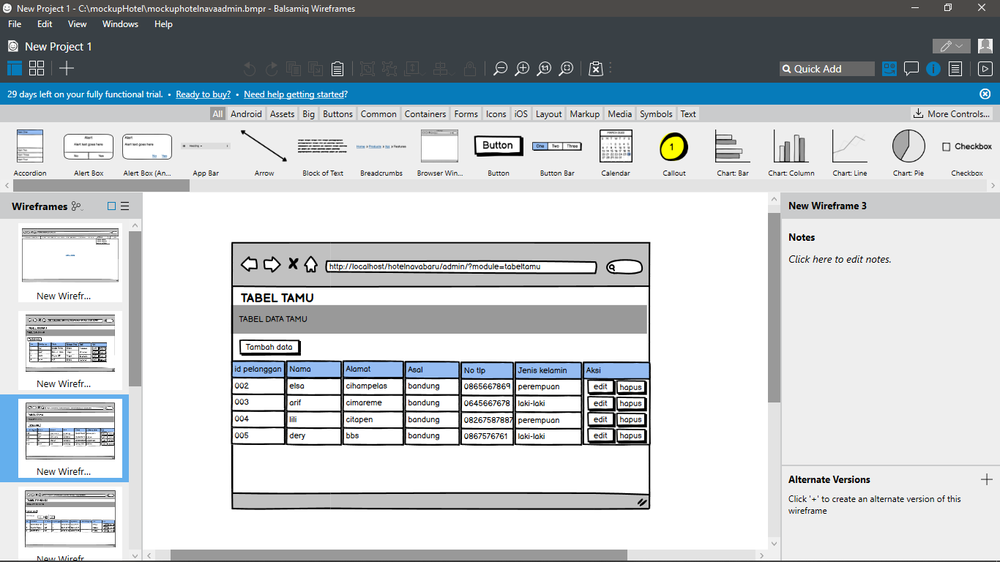 New Project 1 - C:\mockupHotel\mockuphotelnavaadmin.bmpr - Balsamiq Wireframes
File Edit View Windows Help
New Project 1
Quick Add
29 days left on your fully functional trial. • Ready to buy? • Need help getting started?
All Android Assets Big Buttons Common Containers Forms Icons iOS Layout Markup Media Symbols Text More Controls...
Alert
Alert text goes here
No Yes
Alert
Alert text goes here
No Yes
Button
One Two Three
MARCH 2020
1
Checkbox
Accordion Alert Box Alert Box (An... App Bar Arrow Block of Text Breadcrumbs Browser Win... Button Button Bar Calendar Callout Chart: Bar Chart: Column Chart: Line Chart: Pie Checkbox
Wireframes
New Wirefr...
New Wirefr...
New Wirefr...
New Wirefr
http://localhost/hotelnavabaru/admin/?module=tabeltamu
TABEL TAMU
TABEL DATA TAMU
Tambah data
id pelanggan Nama Alamat Asal No tlp Jenis kelamin Aksi
002 elsa cihampelas bandung 0865667869 perempuan edit hapus
003 arif cimareme bandung 0645667678 laki-laki edit hapus
004 lili citapen bandung 08267587887 perempuan edit hapus
005 dery bbs bandung 0867576761 laki-laki edit hapus
New Wireframe 3
Notes
Click here to edit notes.
Alternate Versions
Click '+' to create an alternate version of this
wireframe